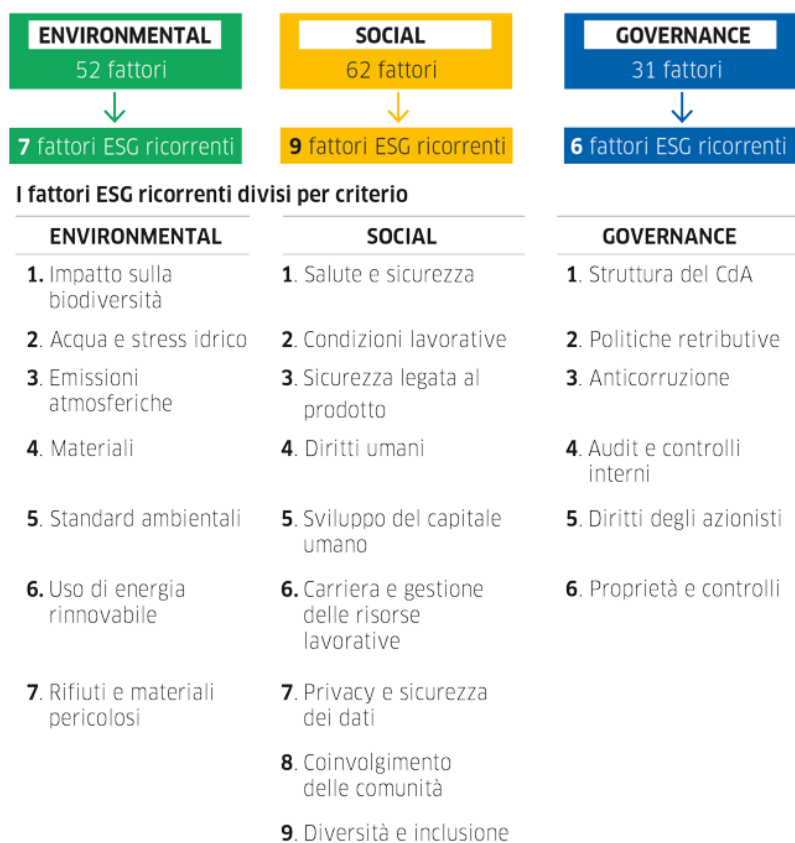 ENVIRONMENTAL
52 fattori
7 fattori ESG ricorrenti
SOCIAL
62 fattori
9 fattori ESG ricorrenti
GOVERNANCE
31 fattori
6 fattori ESG ricorrenti
I fattori ESG ricorrenti divisi per criterio
ENVIRONMENTAL
1. Impatto sulla
biodiversità
2. Acqua e stress idrico
3. Emissioni
atmosferiche
4. Materiali
5. Standard ambientali
6. Uso di energia
rinnovabile
7. Rifiuti e materiali
pericolosi
SOCIAL
1. Salute e sicurezza
2. Condizioni lavorative
3. Sicurezza legata al
prodotto
4. Diritti umani
5. Sviluppo del capitale
umano
6. Carriera e gestione
delle risorse
lavorative
7. Privacy e sicurezza
dei dati
8. Coinvolgimento
delle comunità
9. Diversità e inclusione
GOVERNANCE
1. Struttura del CdA
2. Politiche retributive
3. Anticorruzione
4. Audit e controlli
interni
5. Diritti degli azionisti
6. Proprietà e controlli